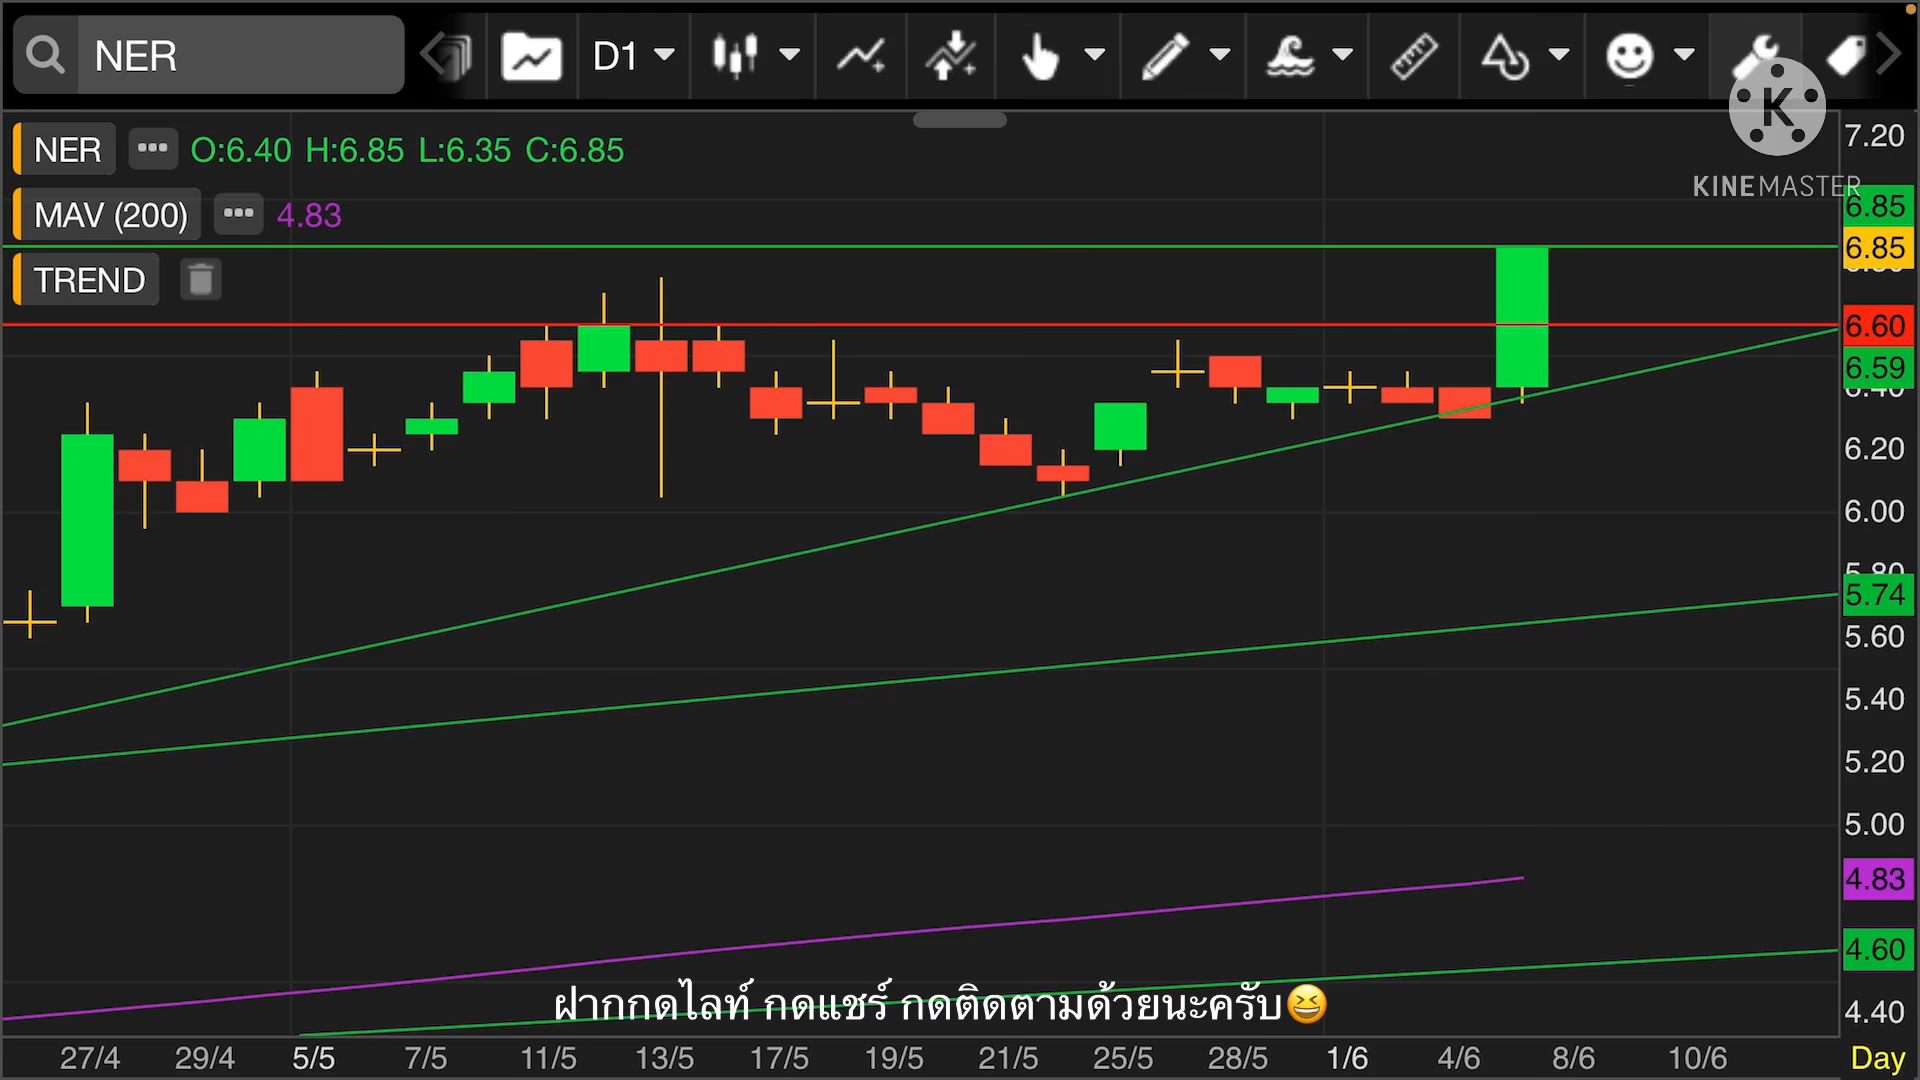 NER D1
NER O:6.40 H:6.85 L:6.35 C:6.85
MAV (200) 4.83
TREND
K
KINEMASTER
7.20
6.85
6.85
6.60
6.59
6.40
6.20
6.00
5.80
5.74
5.60
5.40
5.20
5.00
4.83
4.60
4.40
ฝากกดไลท์ กดแชร์ กดติดตามด้วยนะครับ😆
27/4 29/4 5/5 7/5 11/5 13/5 17/5 19/5 21/5 25/5 28/5 1/6 4/6 8/6 10/6 Day